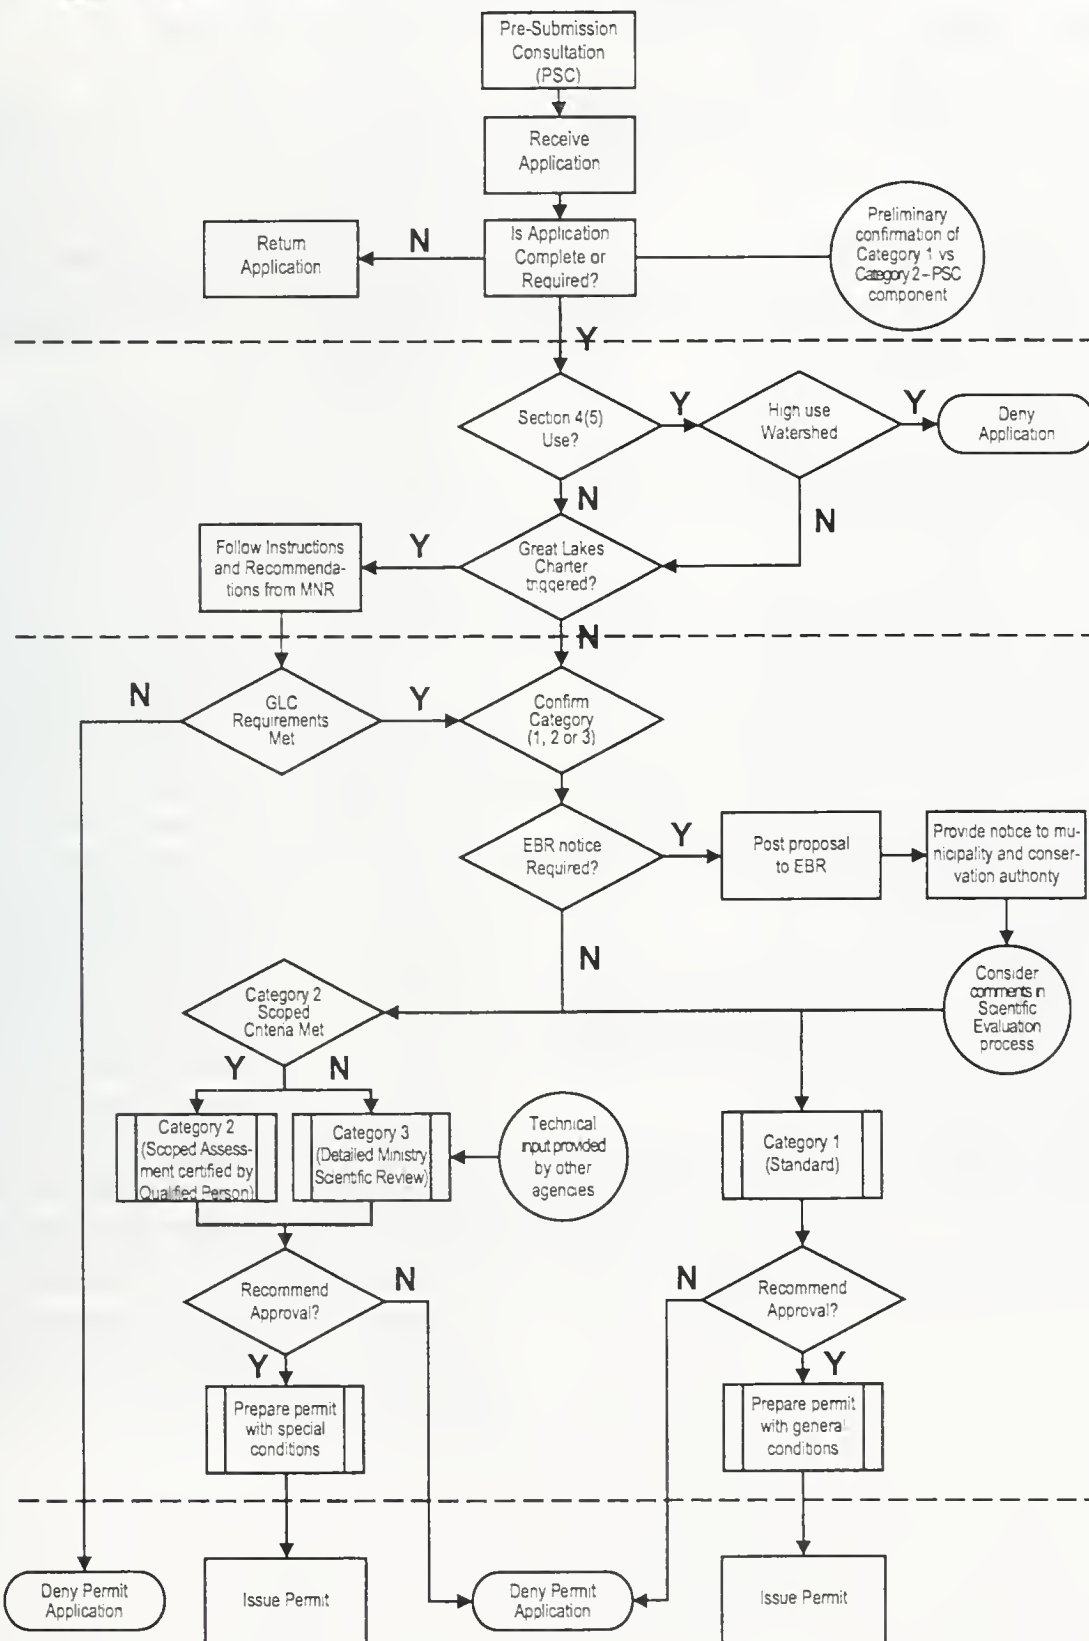 Pre-Submission
Consultation
(PSC)
Receive
Application
Is Application
Complete or
Required?
N
Return
Application
Preliminary
confirmation of
Category 1 vs
Category 2-PSC
component
Y
Section 4(5)
Use?
Y
High use
Watershed
Y
Deny
Application
N
N
Great Lakes
Charter
triggered?
Y
Follow Instructions
and Recommenda-
tions from MNR
N
GLC
Requirements
Met
N
Y
Confirm
Category
(1, 2 or 3)
EBR notice
Required?
Y
Post proposal
to EBR
Provide notice to mu-
nicipality and conser-
vation authority
N
Consider
comments in
Scientific
Evaluation
process
Category 2
Scoped
Criteria Met
Y
N
Category 2
(Scoped Assess-
ment certified by
Qualified Person)
Category 3
(Detailed Ministry
Scientific Review)
Technical
input provided
by other
agencies
Category 1
(Standard)
Recommend
Approval?
N
N
Recommend
Approval?
Y
Y
Prepare permit
with special
conditions
Prepare permit
with general
conditions
Deny Permit
Application
Issue Permit
Deny Permit
Application
Issue Permit